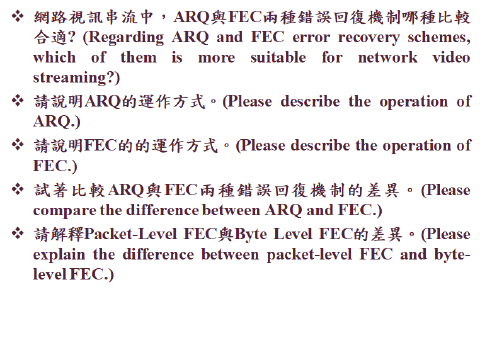 ❖ 網路視訊串流中，ARQ與FEC兩種錯誤回復機制哪種比較
合適? (Regarding ARQ and FEC error recovery schemes,
which of them is more suitable for network video
streaming?)
❖ 請說明ARQ的運作方式。(Please describe the operation of
ARQ.)
❖ 請說明FEC的的運作方式。(Please describe the operation of
FEC.)
❖ 試著比較ARQ與FEC兩種錯誤回復機制的差異。(Please
compare the difference between ARQ and FEC.)
❖ 請解釋Packet-Level FEC與Byte Level FEC的差異。(Please
explain the difference between packet-level FEC and byte-
level FEC.)